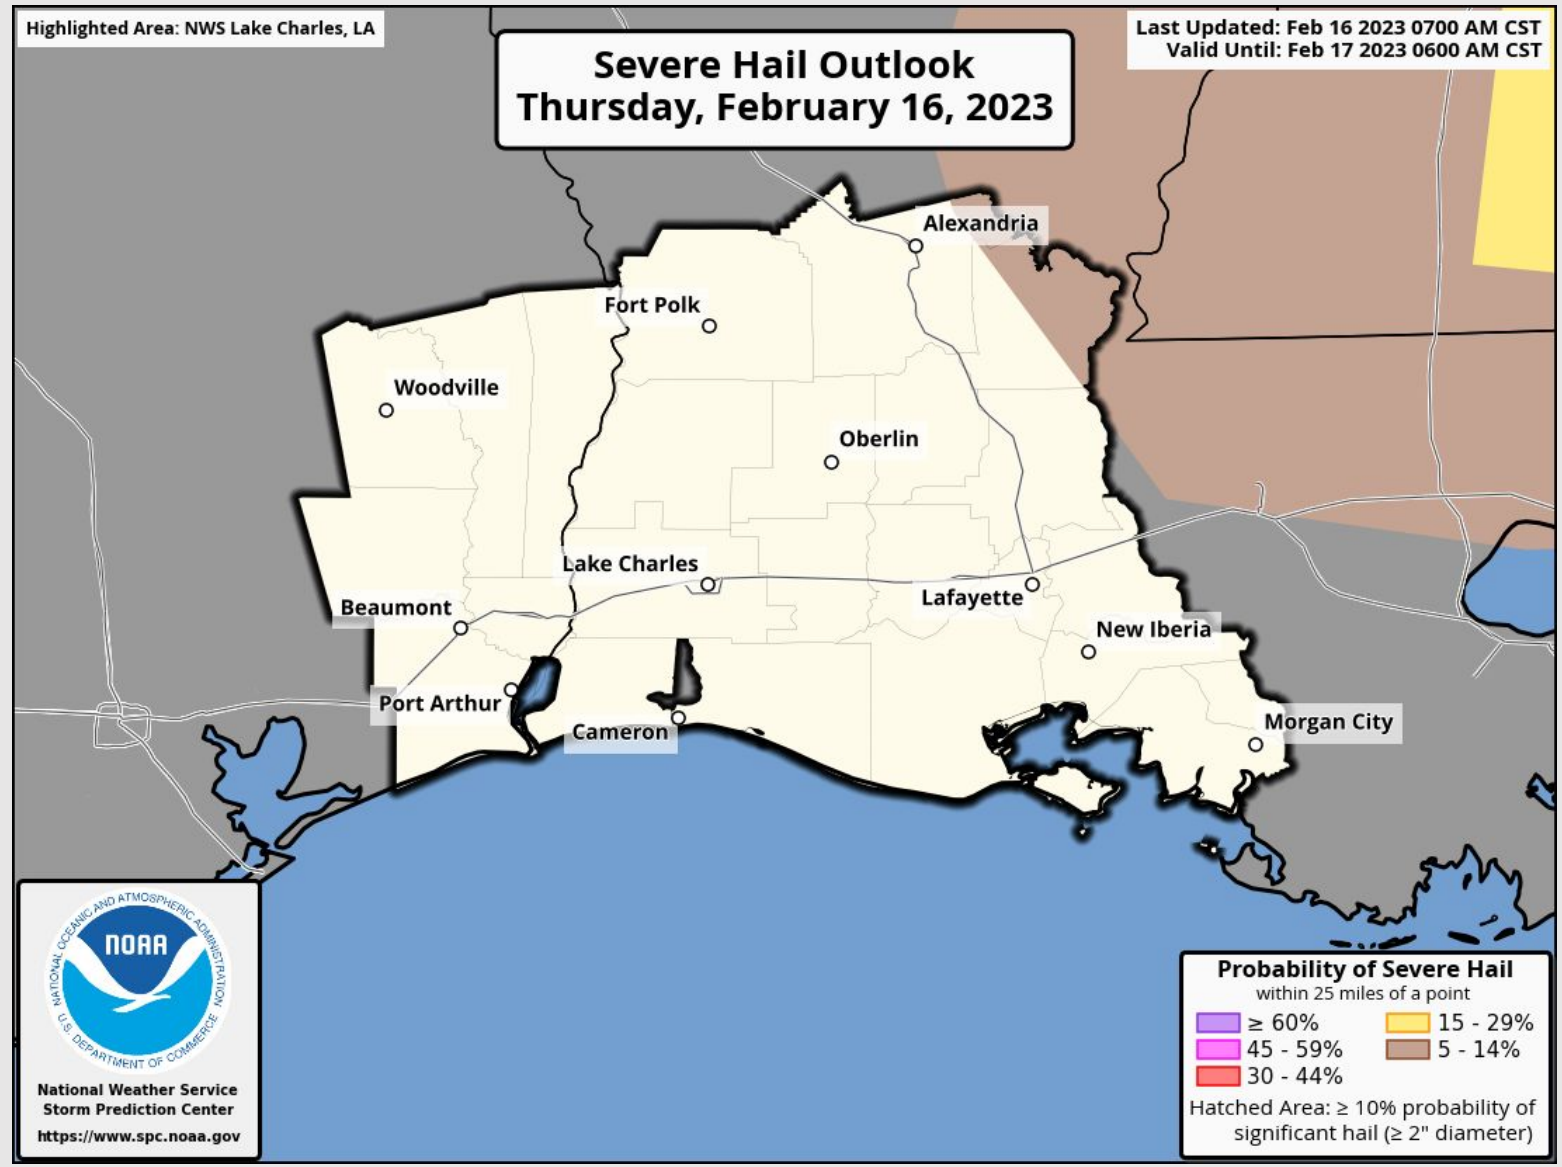 Highlighted Area: NWS Lake Charles, LA
Last Updated: Feb 16 2023 0700 AM CST
Valid Until: Feb 17 2023 0600 AM CST
Severe Hail Outlook
Thursday, February 16, 2023
Alexandria
Fort Polk
Woodville
Oberlin
Lake Charles
Beaumont
Lafayette
New Iberia
Port Arthur
Cameron
Morgan City
NATIONAL OCEANIC AND ATMOSPHERIC ADMINISTRATION
NOAA
U.S. DEPARTMENT OF COMMERCE
National Weather Service
Storm Prediction Center
https://www.spc.noaa.gov
Probability of Severe Hail
within 25 miles of a point
≥ 60% 15 - 29%
45 - 59% 5 - 14%
30 - 44%
Hatched Area: ≥ 10% probability of
significant hail (≥ 2" diameter)